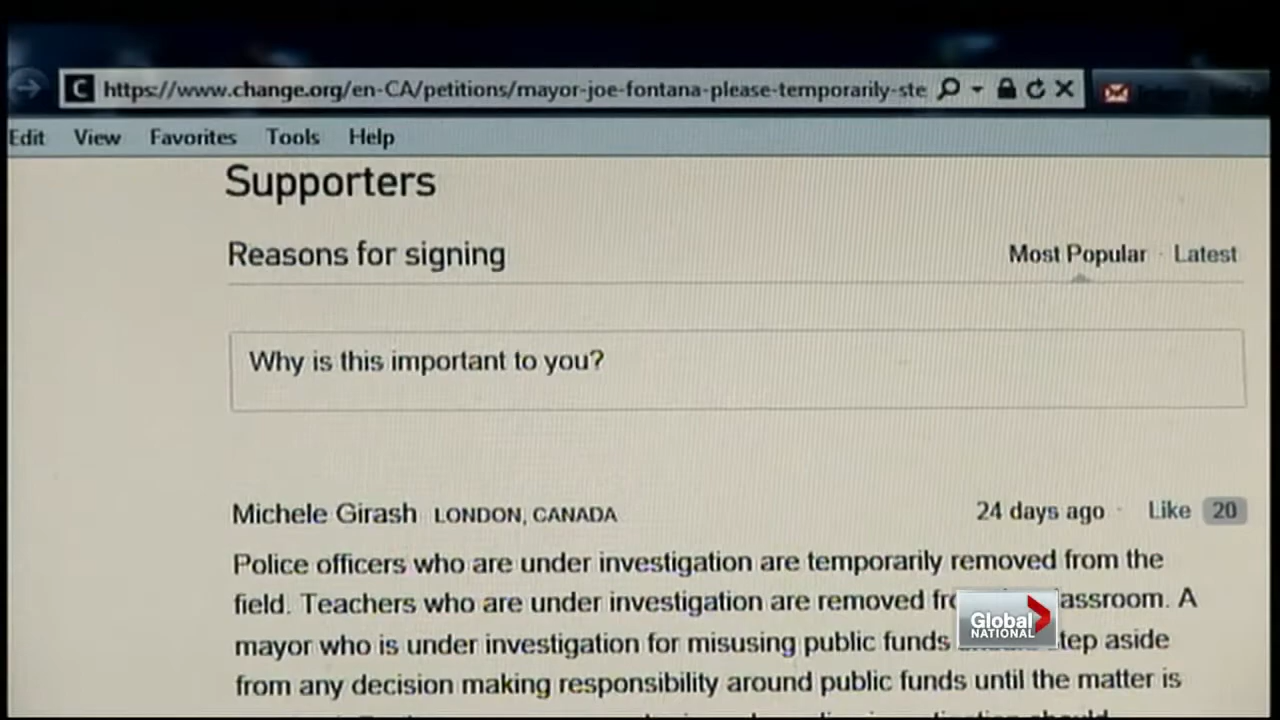 https://www.change.org/en-CA/petitions/mayor-joe-fontana-please-temporarily-ste
Edit View Favorites Tools Help
Supporters
Reasons for signing Most Popular · Latest
Why is this important to you?
Michele Girash LONDON, CANADA 24 days ago · Like 20
Police officers who are under investigation are temporarily removed from the
field. Teachers who are under investigation are removed assroom. A
mayor who is under investigation for misusing public funds tep aside
from any decision making responsibility around public funds until the matter is
Global
NATIONAL